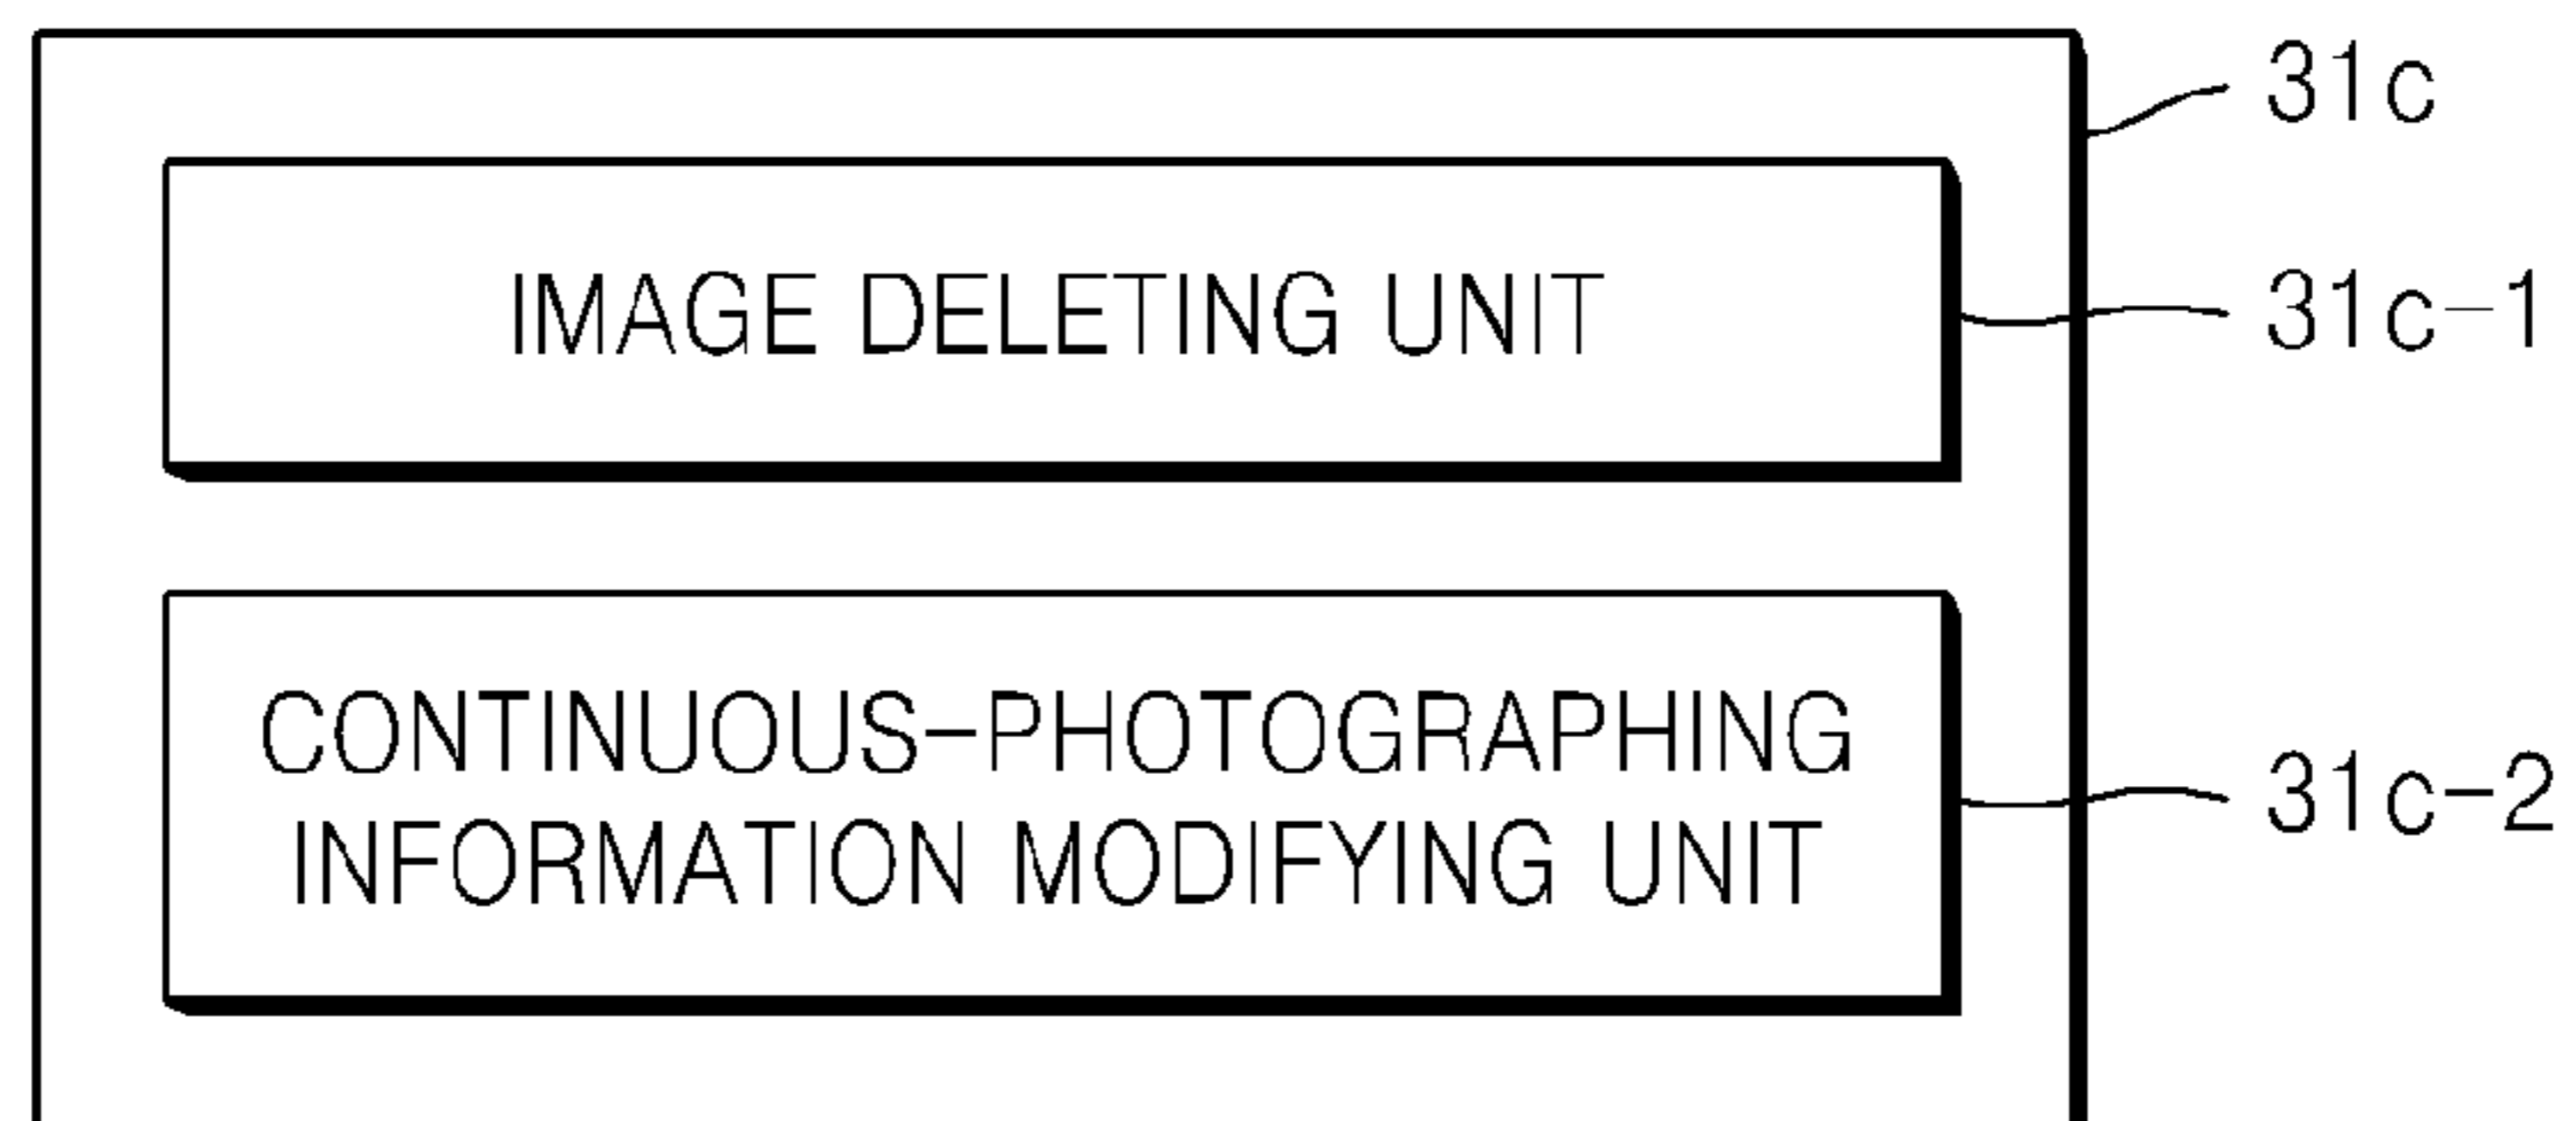 31c
IMAGE DELETING UNIT
31c-1
CONTINUOUS-PHOTOGRAPHING
INFORMATION MODIFYING UNIT
31c-2